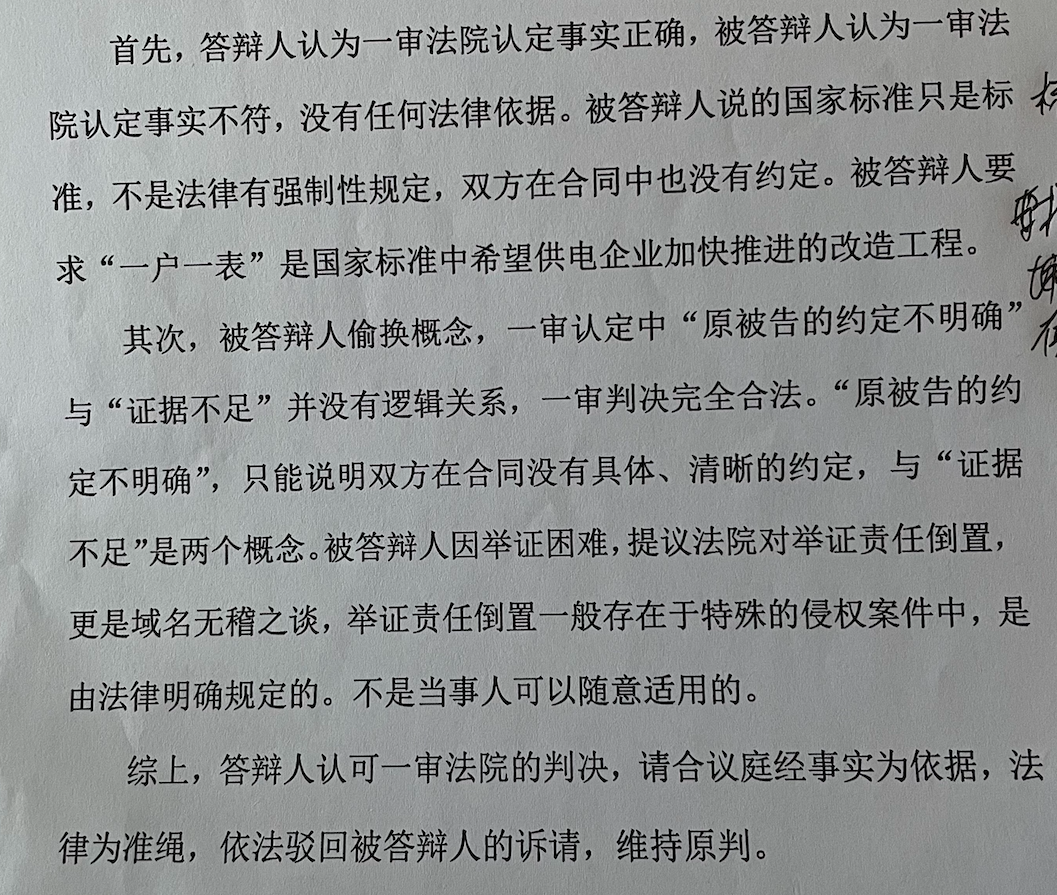 首先，答辩人认为一审法院认定事实正确，被答辩人认为一审法
院认定事实不符，没有任何法律依据。被答辩人说的国家标准只是标
准，不是法律有强制性规定，双方在合同中也没有约定。被答辩人要
求“一户一表”是国家标准中希望供电企业加快推进的改造工程。
其次，被答辩人偷换概念，一审认定中“原被告的约定不明确”
与“证据不足”并没有逻辑关系，一审判决完全合法。“原被告的约
定不明确”，只能说明双方在合同没有具体、清晰的约定，与“证据
不足”是两个概念。被答辩人因举证困难，提议法院对举证责任倒置，
更是域名无稽之谈，举证责任倒置一般存在于特殊的侵权案件中，是
由法律明确规定的。不是当事人可以随意适用的。
综上，答辩人认可一审法院的判决，请合议庭经事实为依据，法
律为准绳，依法驳回被答辩人的诉请，维持原判。